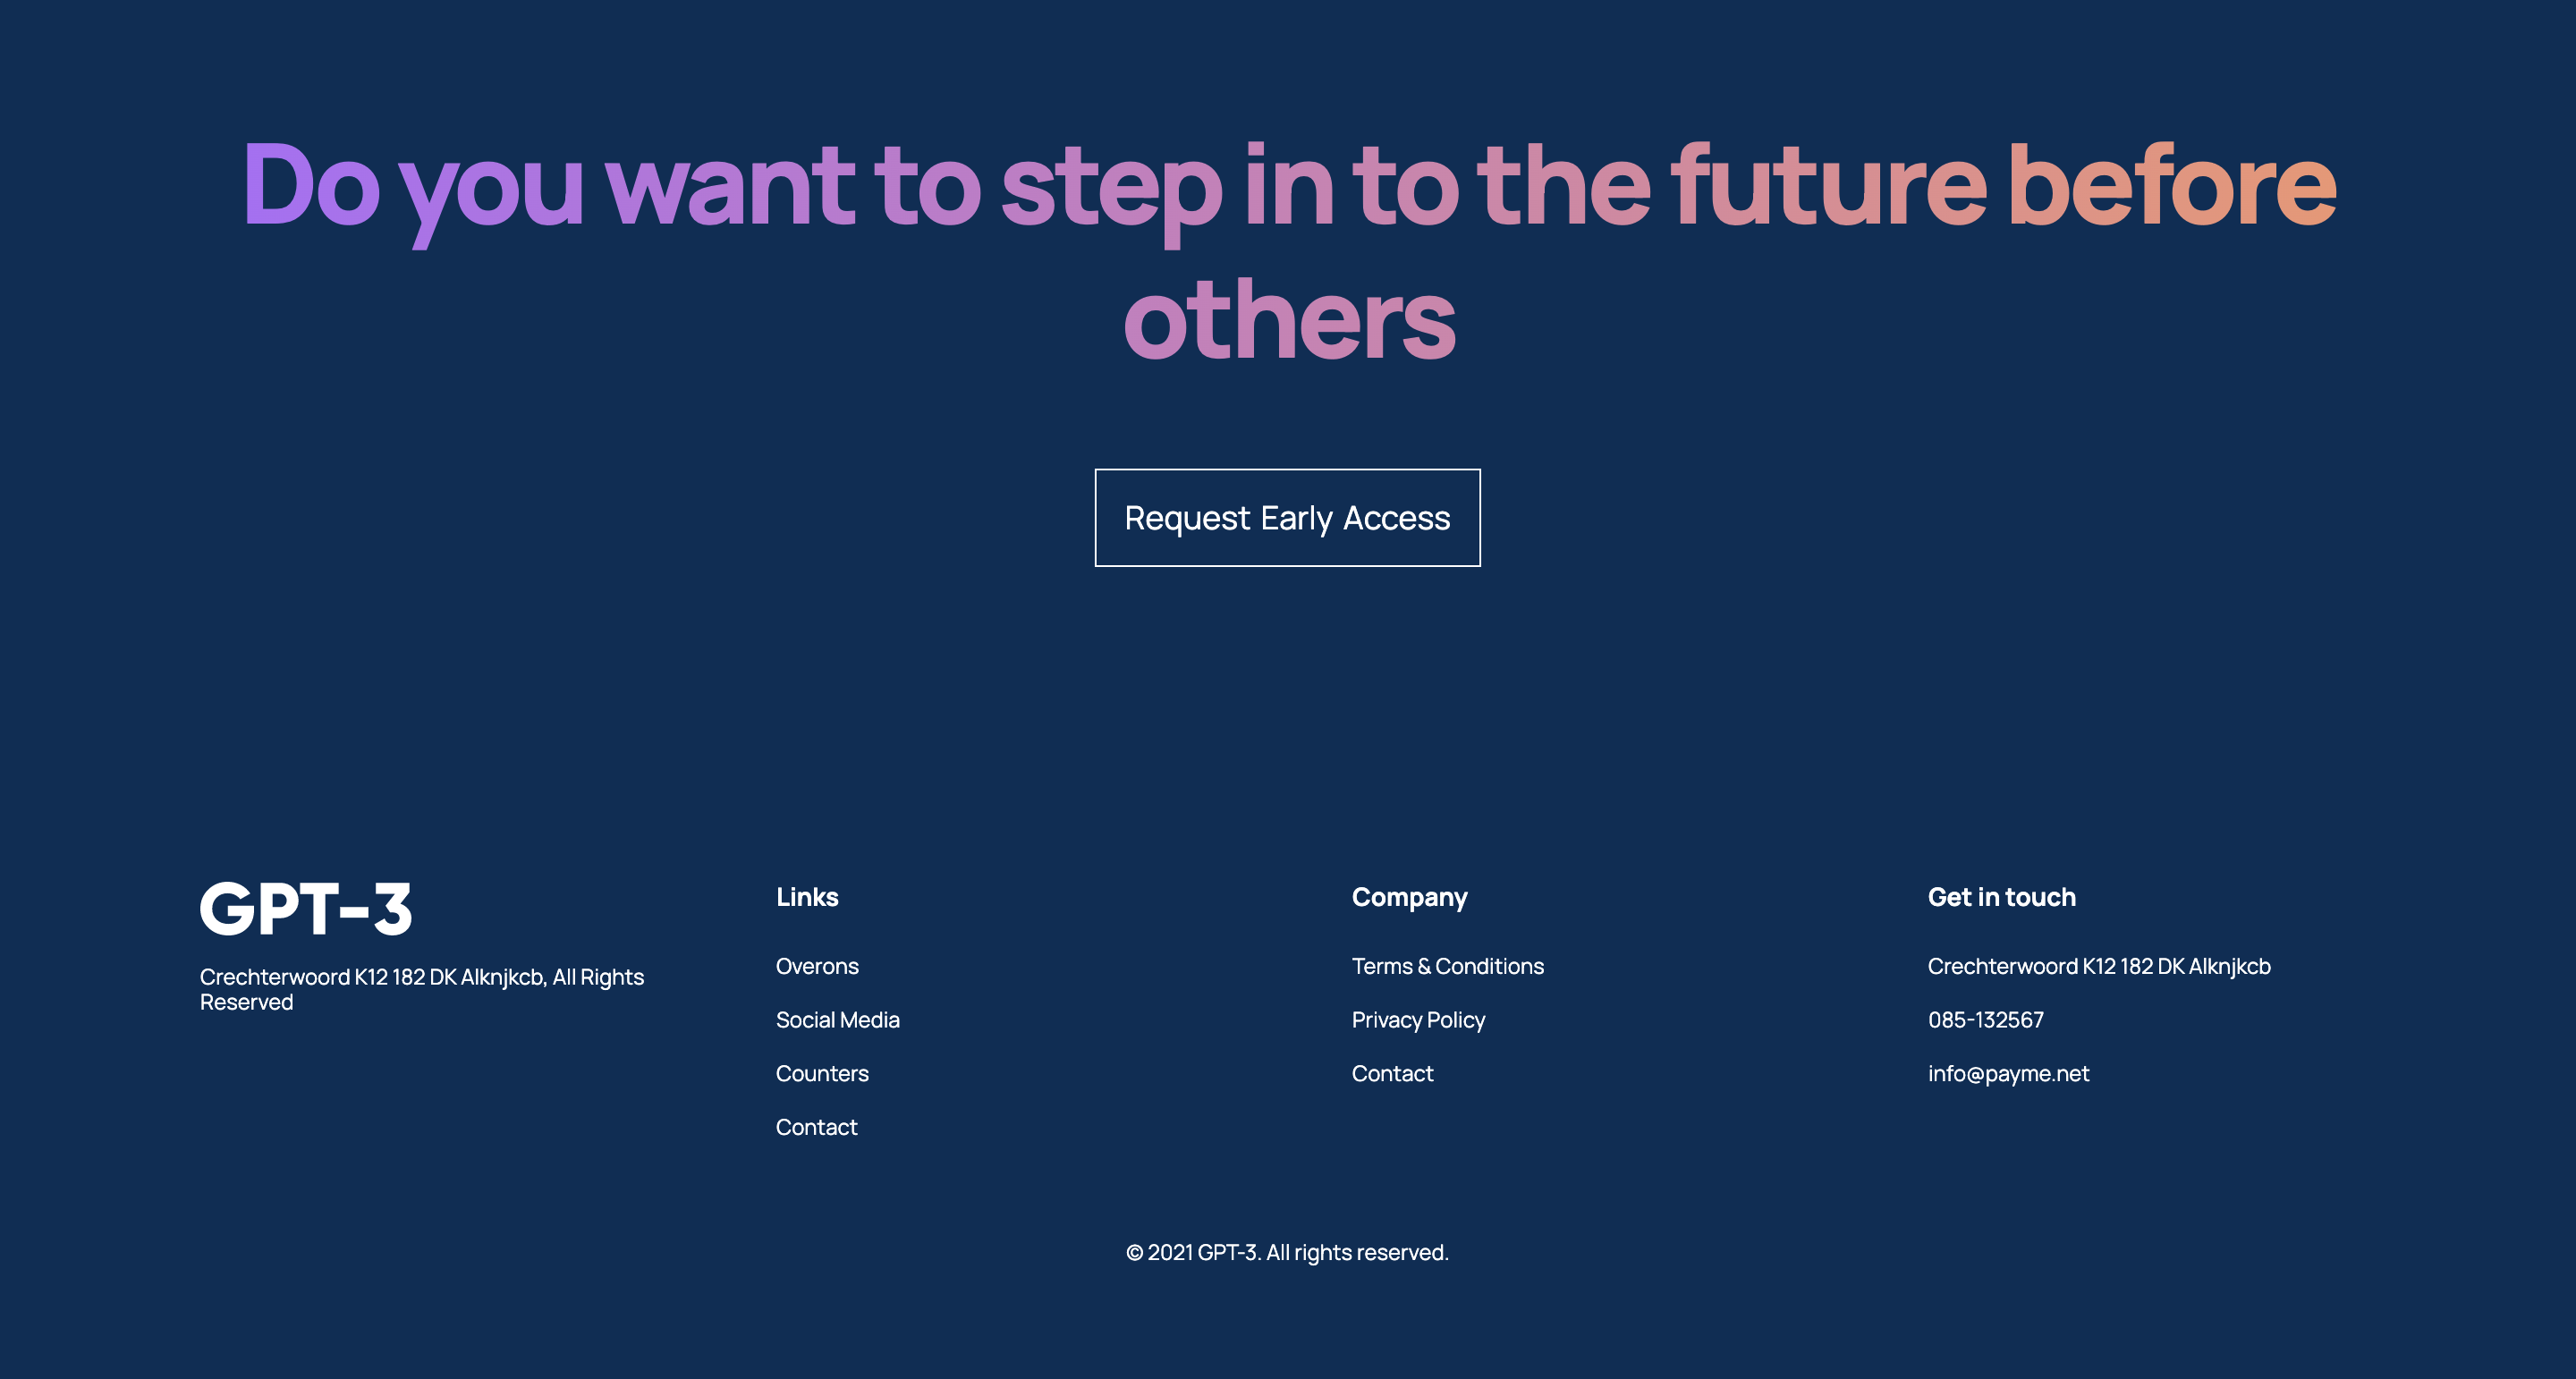 Do you want to step in to the future before
others
Request Early Access
GPT-3
Crechterwoord K12 182 DK Alknjkcb, All Rights
Reserved
Links
Overons
Social Media
Counters
Contact
Company
Terms & Conditions
Privacy Policy
Contact
Get in touch
Crechterwoord K12 182 DK Alknjkcb
085-132567
info@payme.net
© 2021 GPT-3. All rights reserved.